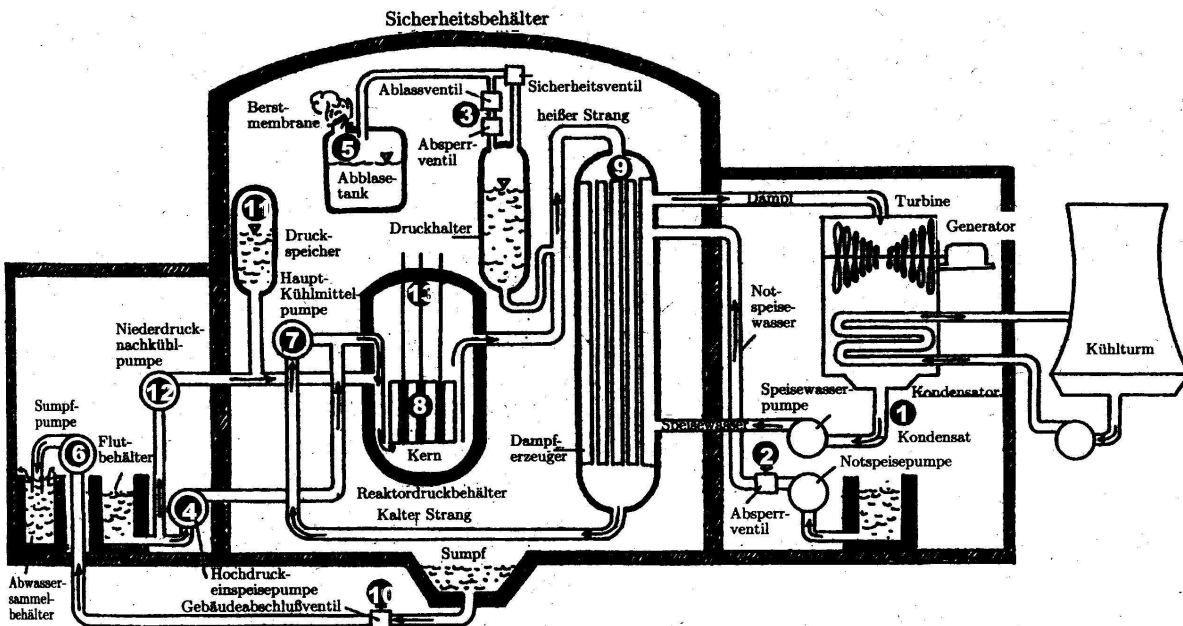 Sicherheitsbehälter
Sicherheitsventil
Ablassventil
3
Absperr-
ventil
Berst-
membrane
5
Abblase-
tank
heißer Strang
9
Dampf
Turbine
Generator
11
Druck-
speicher
Druckhalter
Haupt-
Kühlmittel-
pumpe
13
7
Niederdruck-
nachkühl-
pumpe
12
Not-
speise-
wasser
Kühlturm
Sumpf-
pumpe
6
Flut-
behälter
8
Kern
Speisewasser-
pumpe
Kondensator
1
Kondensat
Speisewasser
Dampf-
erzeuger
2
Notspeisepumpe
Absperr-
ventil
Reaktordruckbehälter
Kalter Strang
4
Sumpf
Abwasser-
sammel-
behälter
Hochdruck-
einspeisepumpe
Gebäudeabschlußventil
10